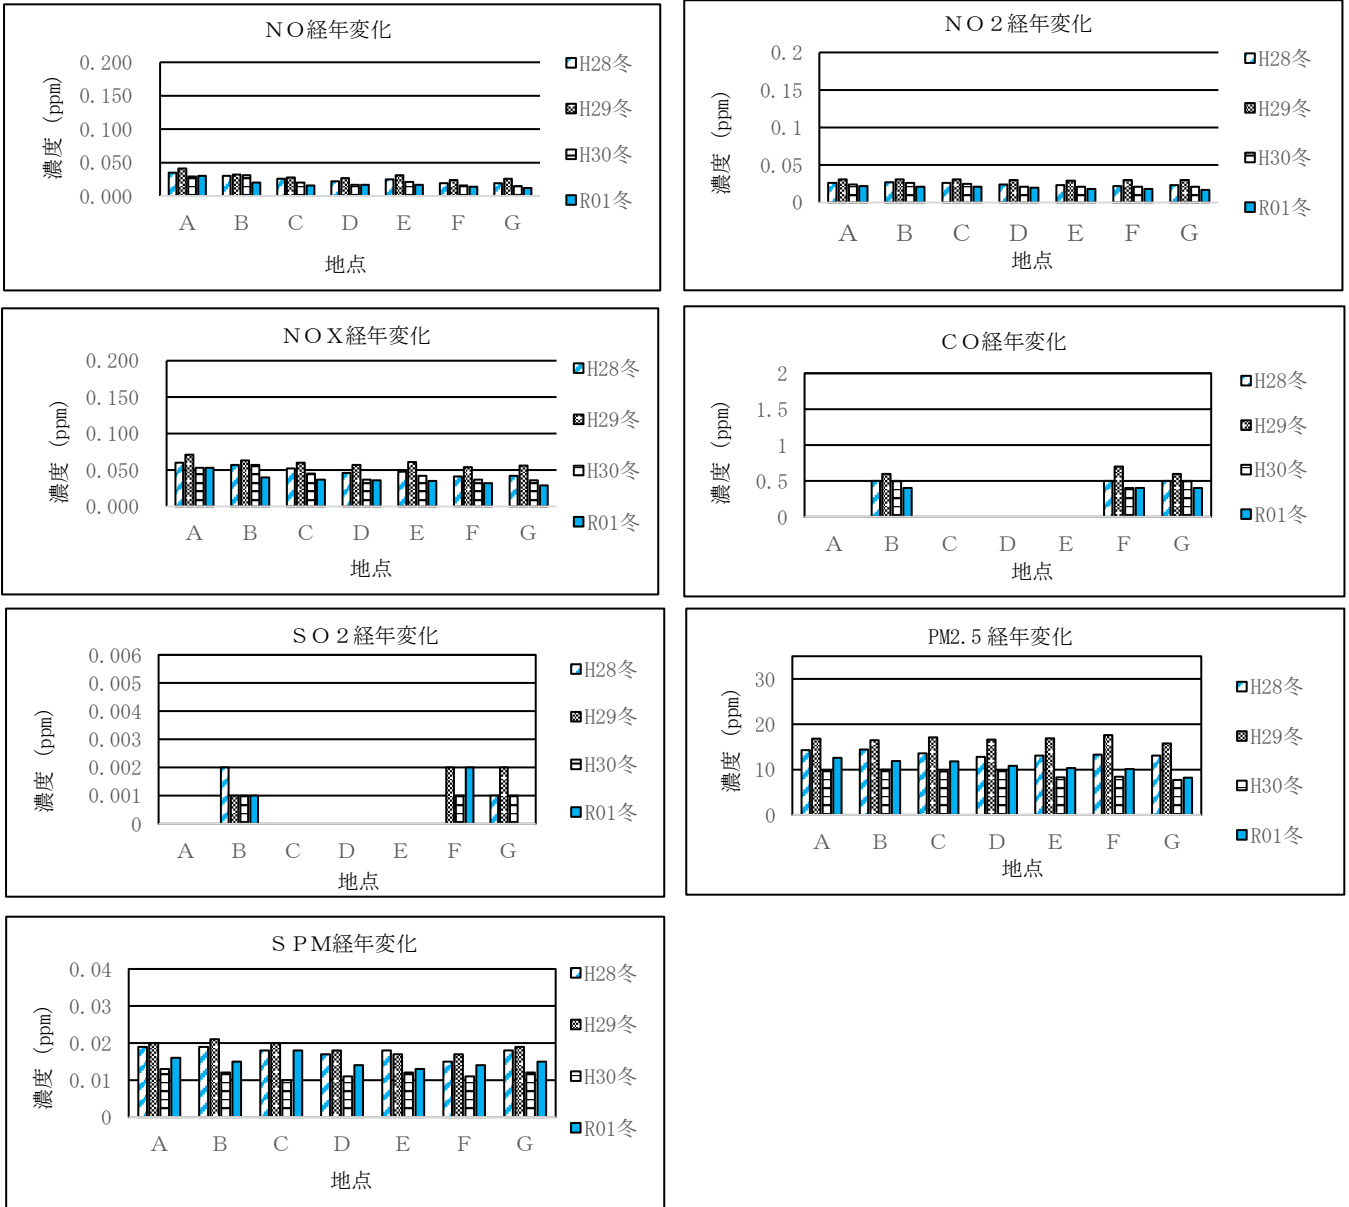 ＮＯ経年変化
濃度 (ppm)
0.200
0.150
0.100
0.050
0.000
A B C D E F G
地点
H28冬
H29冬
H30冬
R01冬
ＮＯ２経年変化
濃度 (ppm)
0.2
0.15
0.1
0.05
0
A B C D E F G
地点
H28冬
H29冬
H30冬
R01冬
ＮＯＸ経年変化
濃度 (ppm)
0.200
0.150
0.100
0.050
0.000
A B C D E F G
地点
H28冬
H29冬
H30冬
R01冬
ＣＯ経年変化
濃度 (ppm)
2
1.5
1
0.5
0
A B C D E F G
地点
H28冬
H29冬
H30冬
R01冬
ＳＯ２経年変化
濃度 (ppm)
0.006
0.005
0.004
0.003
0.002
0.001
0
A B C D E F G
地点
H28冬
H29冬
H30冬
R01冬
PM2.5 経年変化
濃度 (ppm)
30
20
10
0
A B C D E F G
地点
H28冬
H29冬
H30冬
R01冬
ＳＰＭ経年変化
濃度 (ppm)
0.04
0.03
0.02
0.01
0
A B C D E F G
地点
H28冬
H29冬
H30冬
R01冬